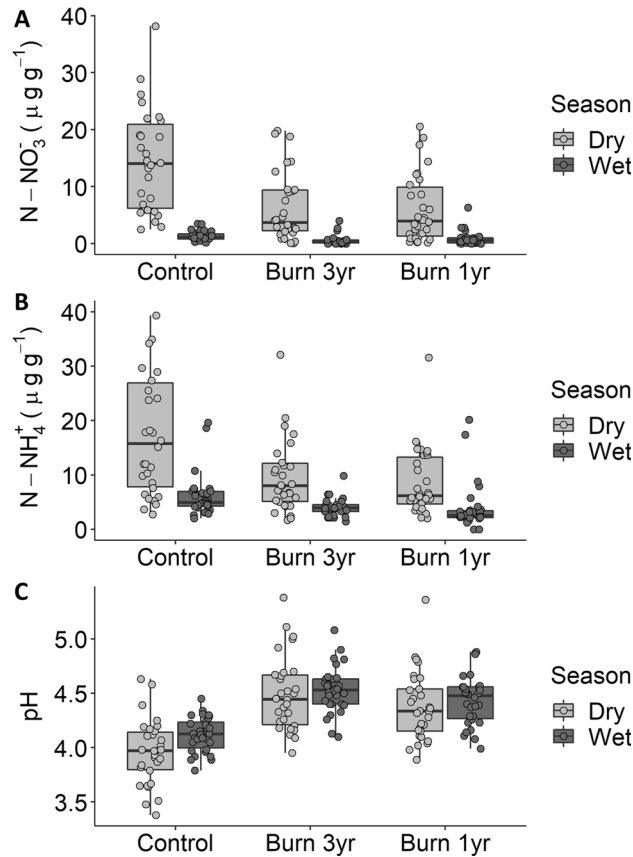 A
N – NO₃⁻ ( μ g g⁻¹ )
40
30
20
10
0
Control Burn 3yr Burn 1yr
Season
Dry
Wet
B
N – NH₄⁺ ( μ g g⁻¹ )
40
30
20
10
0
Control Burn 3yr Burn 1yr
Season
Dry
Wet
C
pH
5.0
4.5
4.0
3.5
Control Burn 3yr Burn 1yr
Season
Dry
Wet